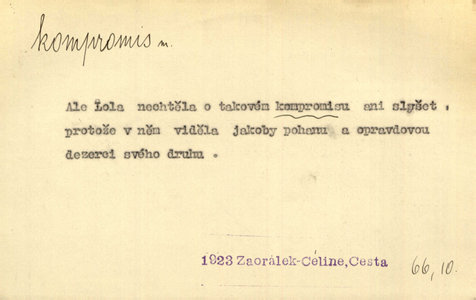 kompromis m.
Ale Lola nechtěla o takovém kompromisu ani slyšet ,
protože v něm viděla jakoby pohanu a opravdovou
dezerci svého druhu .
1923 Zaorálek-Céline, Cesta
66, 10.